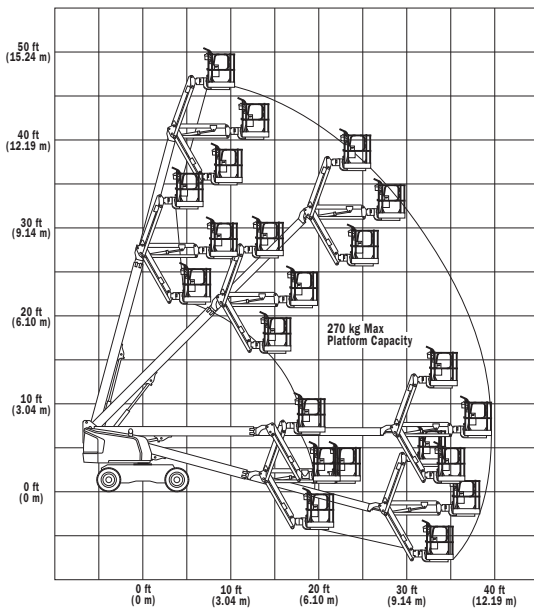 50 ft
(15.24 m)
40 ft
(12.19 m)
30 ft
(9.14 m)
20 ft
(6.10 m)
270 kg Max
Platform Capacity
10 ft
(3.04 m)
0 ft
(0 m)
0 ft
(0 m)
10 ft
(3.04 m)
20 ft
(6.10 m)
30 ft
(9.14 m)
40 ft
(12.19 m)